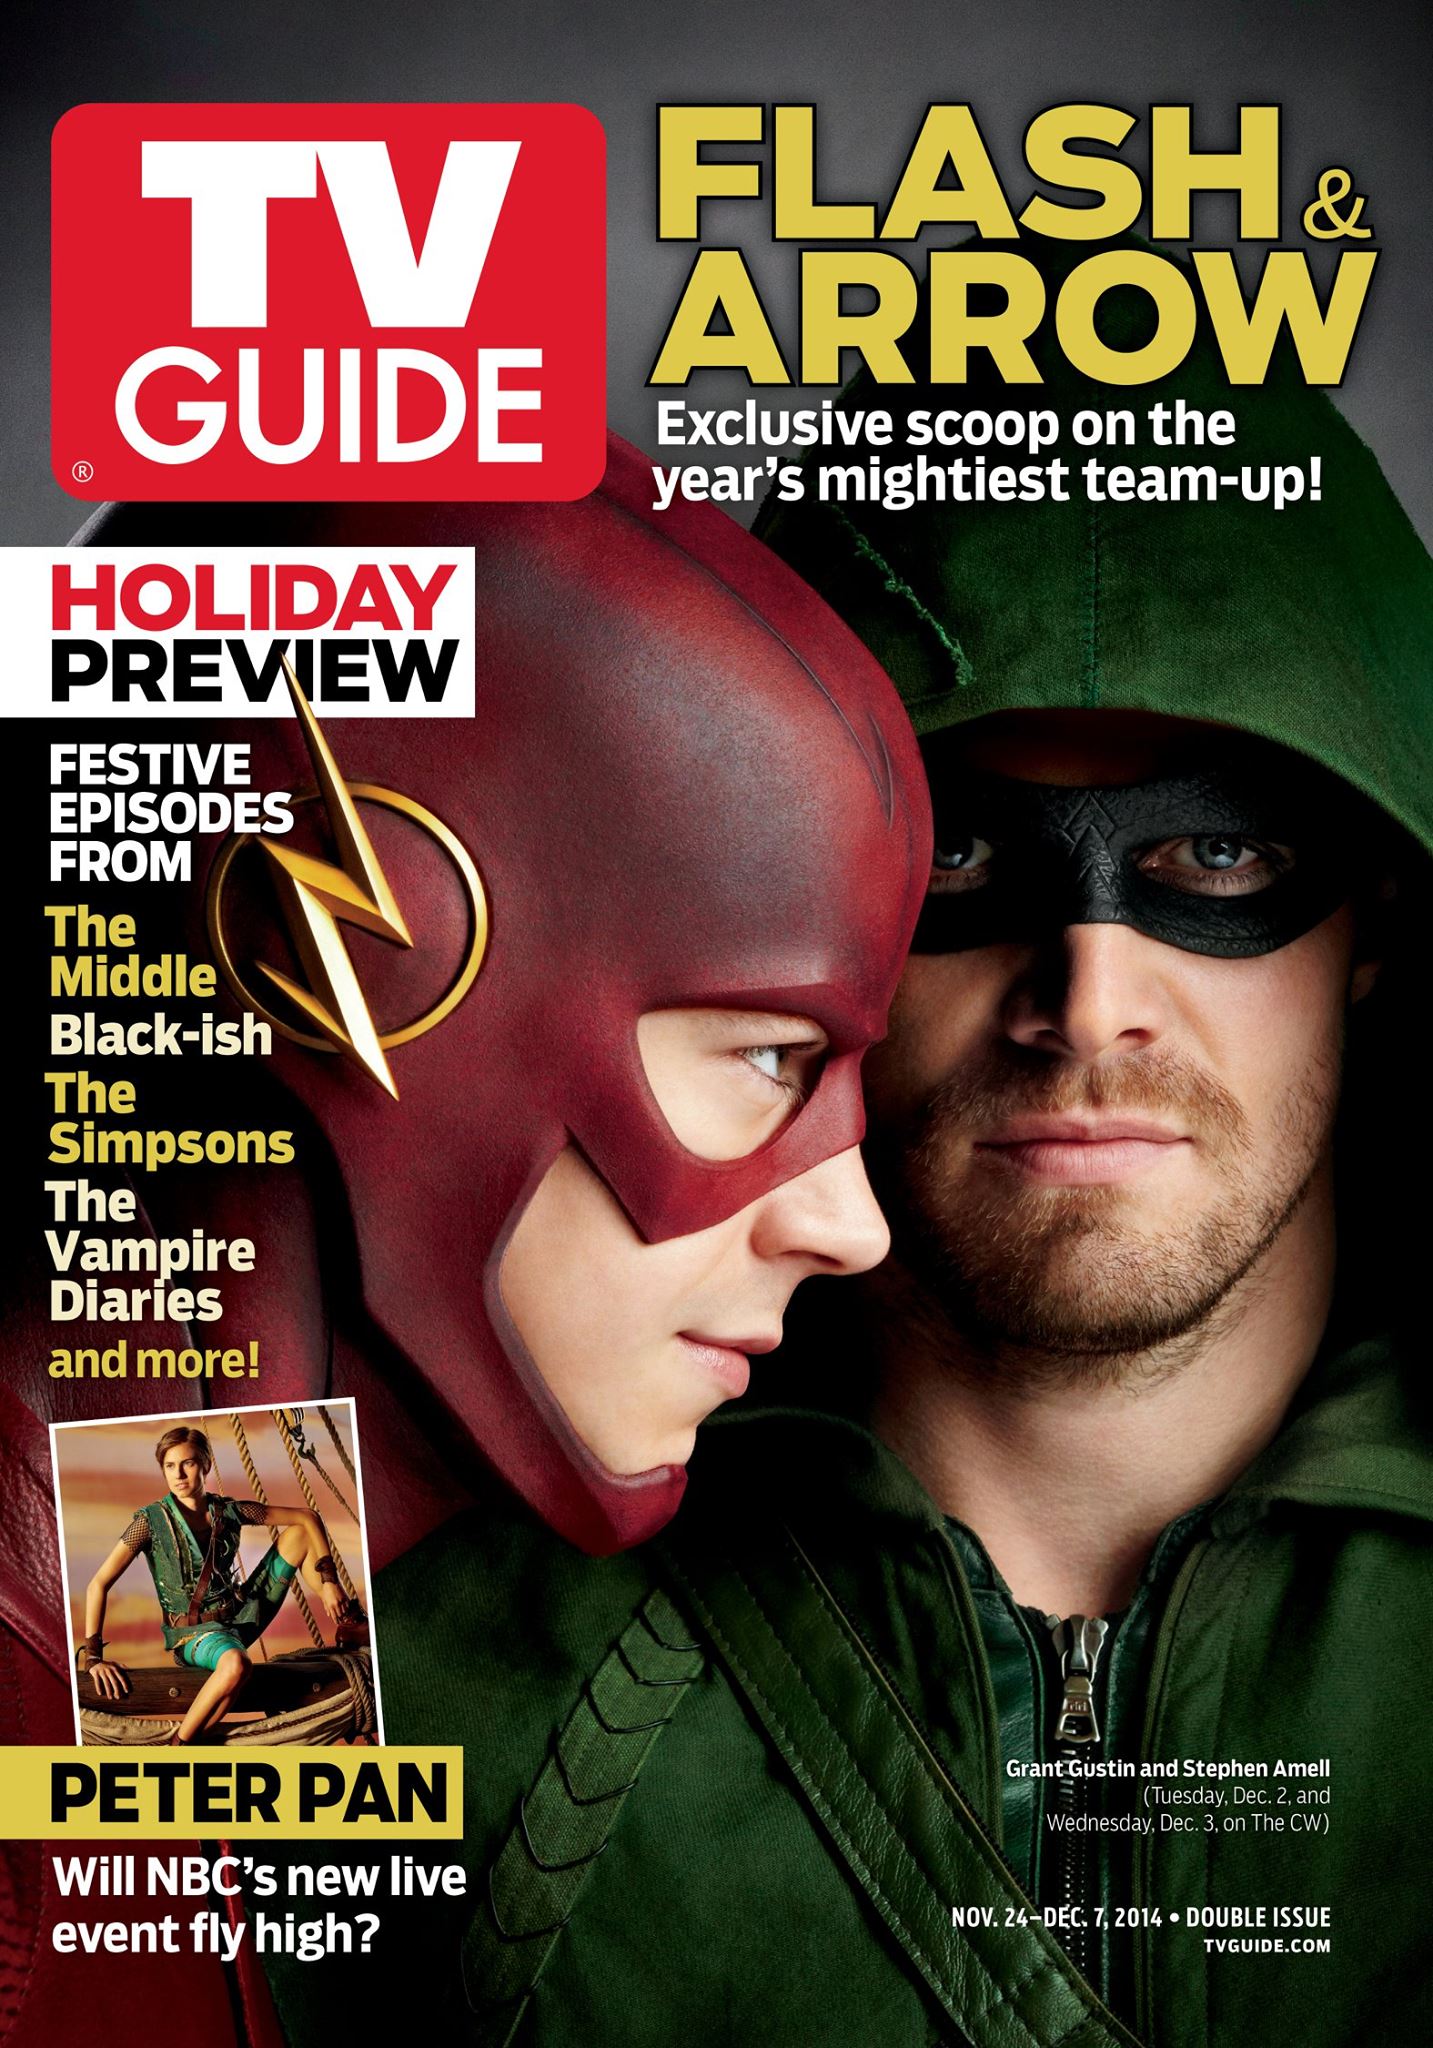 TV
GUIDE
®
FLASH &
ARROW
Exclusive scoop on the
year's mightiest team-up!
HOLIDAY
PREVIEW
FESTIVE
EPISODES
FROM
The
Middle
Black-ish
The
Simpsons
The
Vampire
Diaries
and more!
PETER PAN
Will NBC's new live
event fly high?
Grant Gustin and Stephen Amell
(Tuesday, Dec. 2, and
Wednesday, Dec. 3, on The CW)
NOV. 24–DEC. 7, 2014 • DOUBLE ISSUE
TVGUIDE.COM